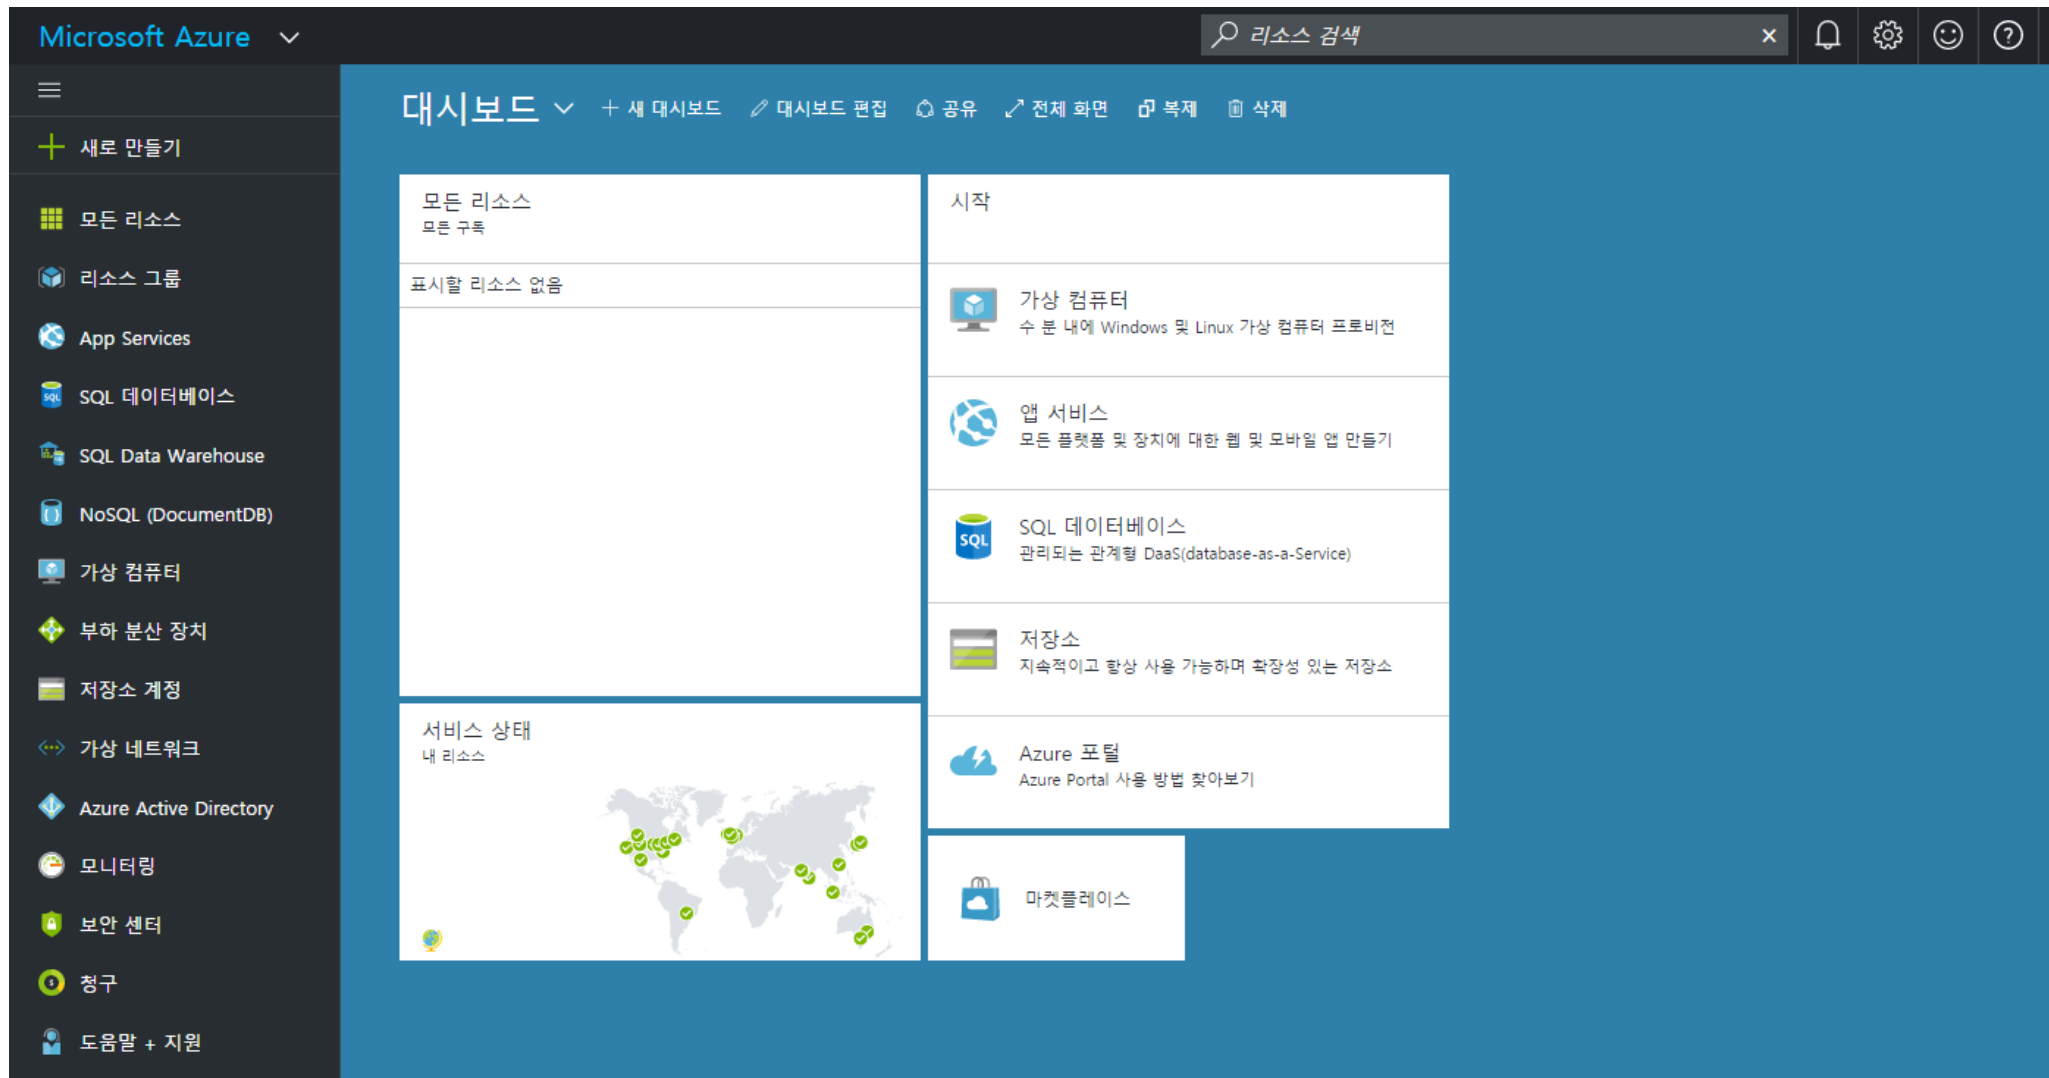 Microsoft Azure
리소스 검색
대시보드
새 대시보드
대시보드 편집
공유
전체 화면
복제
삭제
새로 만들기
모든 리소스
리소스 그룹
App Services
SQL 데이터베이스
SQL Data Warehouse
NoSQL (DocumentDB)
가상 컴퓨터
부하 분산 장치
저장소 계정
가상 네트워크
Azure Active Directory
모니터링
보안 센터
청구
도움말 + 지원
모든 리소스
모든 구독
표시할 리소스 없음
서비스 상태
내 리소스
시작
가상 컴퓨터
수 분 내에 Windows 및 Linux 가상 컴퓨터 프로비전
앱 서비스
모든 플랫폼 및 장치에 대한 웹 및 모바일 앱 만들기
SQL
SQL 데이터베이스
관리되는 관계형 DaaS(database-as-a-Service)
저장소
지속적이고 항상 사용 가능하며 확장성 있는 저장소
Azure 포털
Azure Portal 사용 방법 찾아보기
마켓플레이스